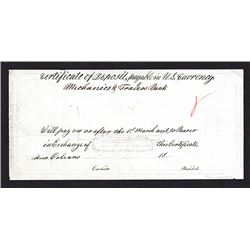 Certificate of Deposit, payable in U.S. Currency
Mechanics & Traders Bank
Will pay on or after the 1st March next, to Bearer
in Exchange of this Certificate
New Orleans 18
Cashier President